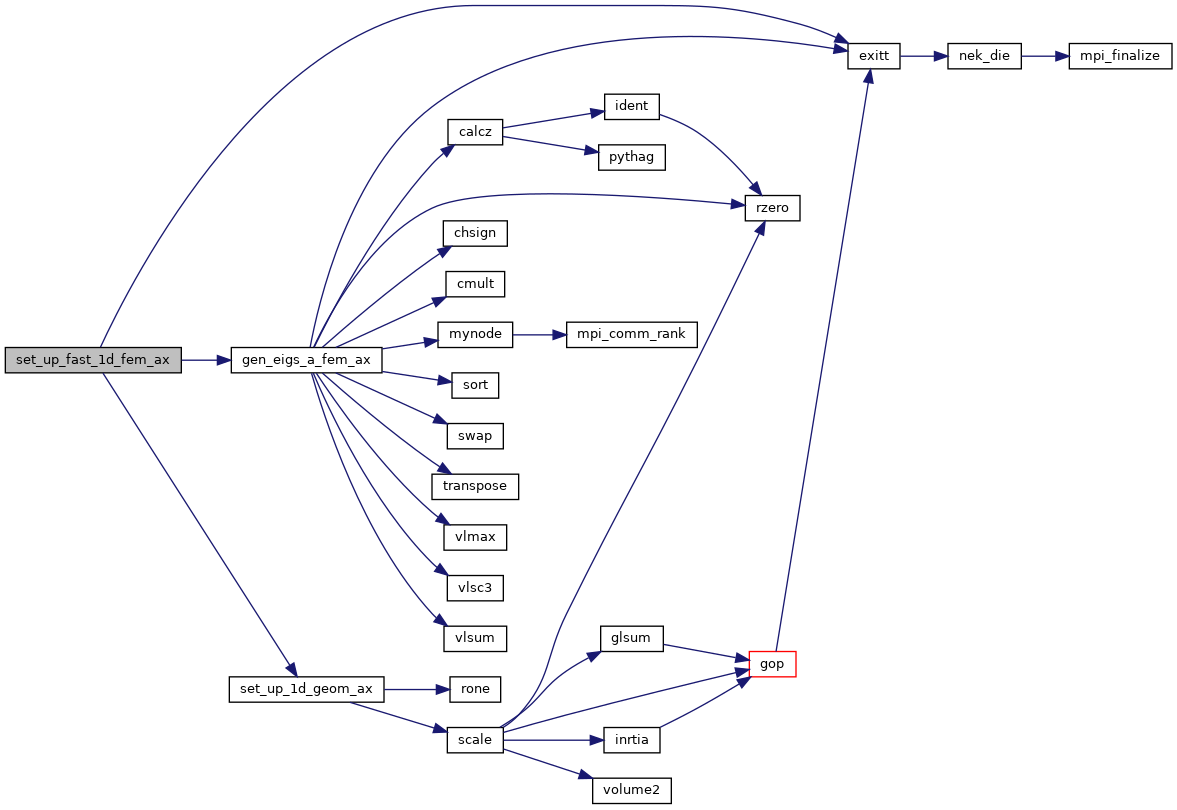 exitt
nek_die
mpi_finalize
ident
calcz
pythag
rzero
chsign
cmult
mynode
mpi_comm_rank
set_up_fast_1d_fem_ax
gen_eigs_a_fem_ax
sort
swap
transpose
vlmax
vlsc3
vlsum
glsum
gop
set_up_1d_geom_ax
rone
scale
inrtia
volume2